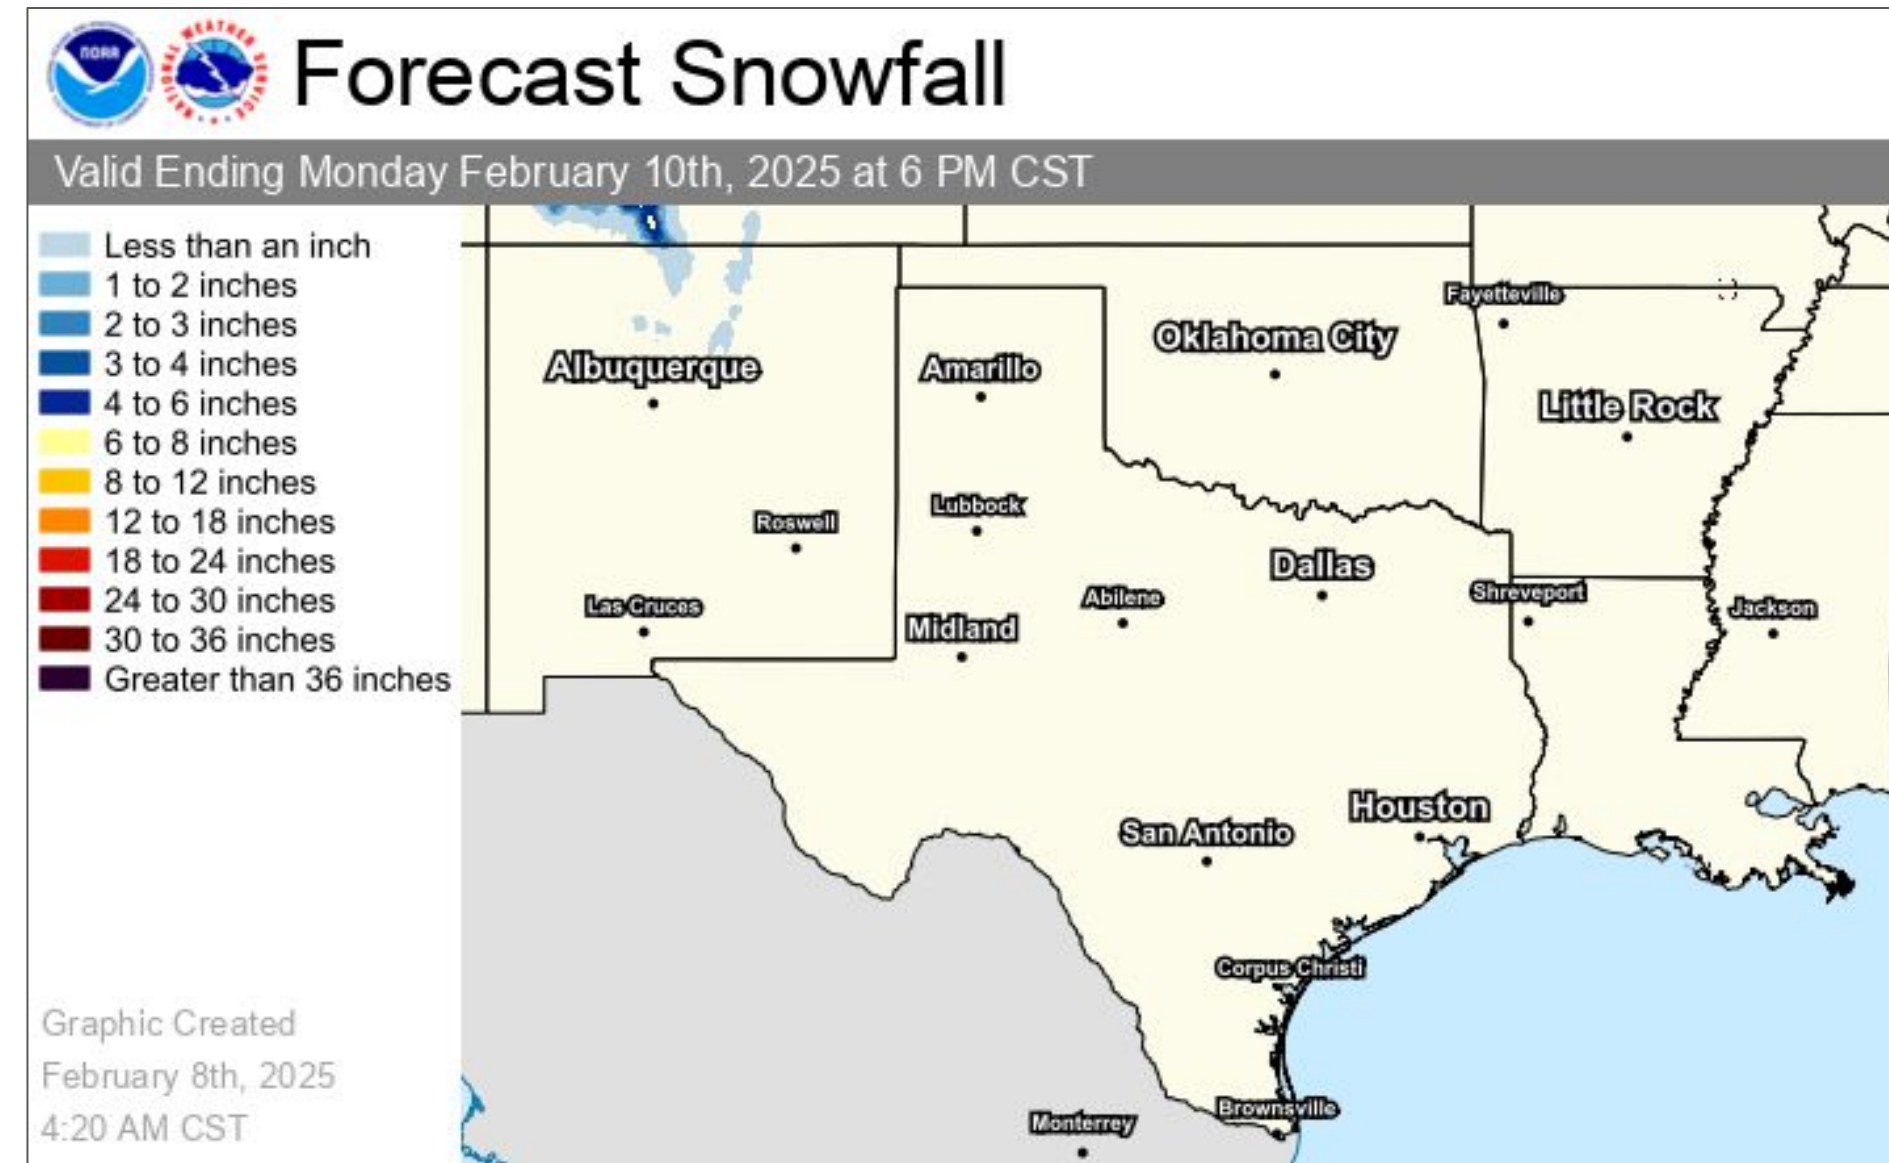 NOAA
NATIONAL WEATHER SERVICE
Forecast Snowfall
Valid Ending Monday February 10th, 2025 at 6 PM CST
Less than an inch
1 to 2 inches
2 to 3 inches
3 to 4 inches
4 to 6 inches
6 to 8 inches
8 to 12 inches
12 to 18 inches
18 to 24 inches
24 to 30 inches
30 to 36 inches
Greater than 36 inches
Graphic Created
February 8th, 2025
4:20 AM CST
Fayetteville
Oklahoma City
Albuquerque
Amarillo
Little Rock
Lubbock
Roswell
Dallas
Shreveport
Abilene
Las Cruces
Jackson
Midland
Houston
San Antonio
Corpus Christi
Brownsville
Monterrey